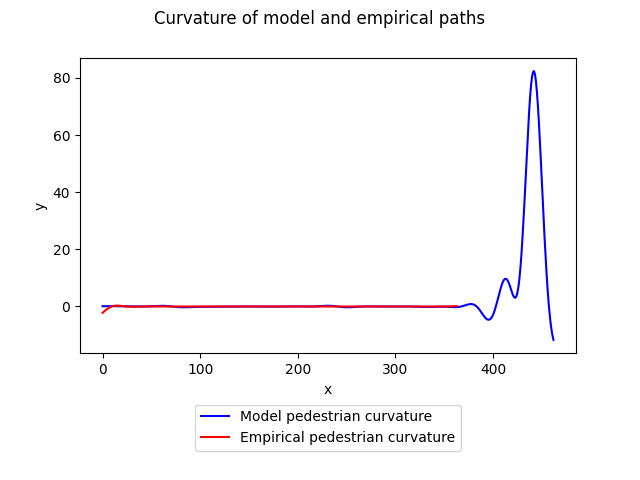 Curvature of model and empirical paths
80
60
40
20
0
y
0 100 200 300 400
x
Model pedestrian curvature
Empirical pedestrian curvature